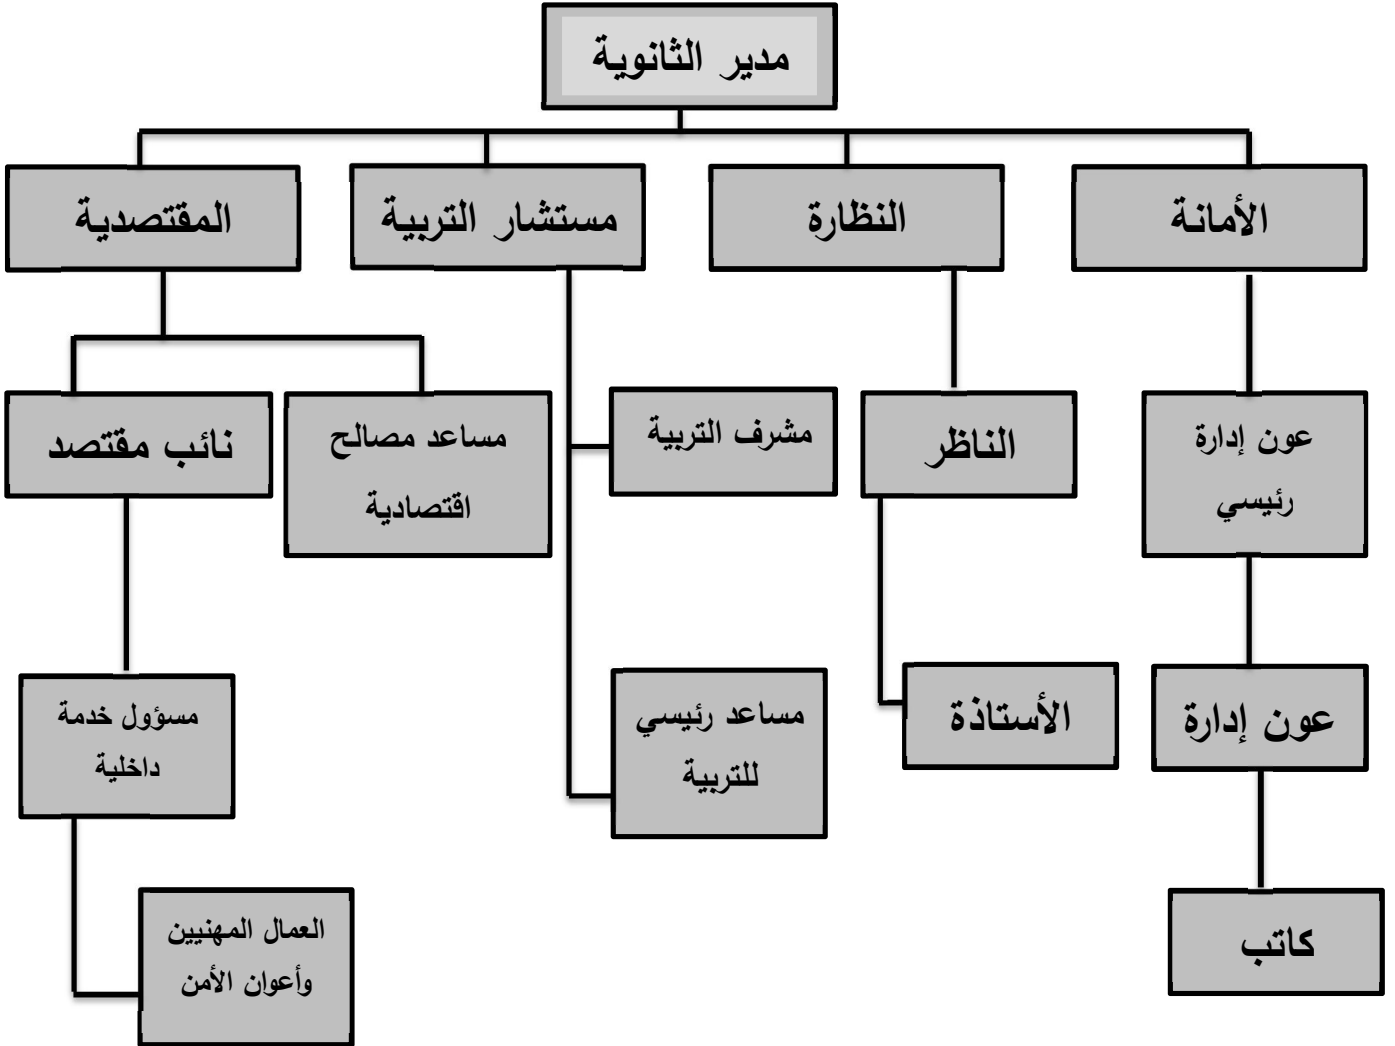 مدير الثانوية
الأمانة
النظارة
مستشار التربية
المقتصدية
عون إدارة
رئيسي
الناظر
مشرف التربية
مساعد مصالح
اقتصادية
نائب مقتصد
عون إدارة
الأستاذة
مساعد رئيسي
للتربية
مسؤول خدمة
داخلية
كاتب
العمال المهنيين
وأعوان الأمن